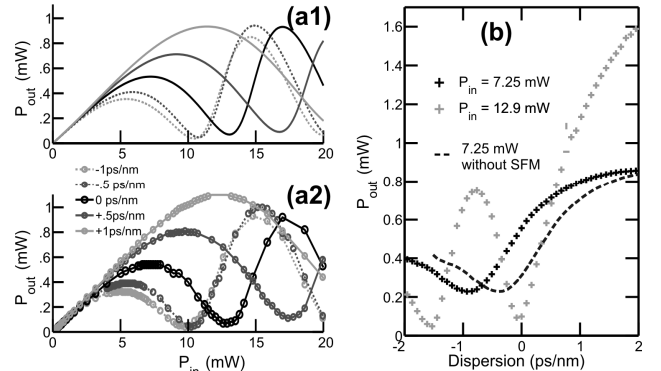 (a1)
P_out (mW)
1
.8
.6
.4
.2
0
5
10
15
20
-1ps/nm
-.5 ps/nm
0 ps/nm
+.5ps/nm
+1ps/nm
(a2)
P_out (mW)
1
.8
.6
.4
.2
0
0
5
10
15
20
P_in (mW)
(b)
P_in = 7.25 mW
P_in = 12.9 mW
7.25 mW
without SFM
P_out (mW)
1.6
1.4
1.2
1
0.8
0.6
0.4
0.2
0
-2
-1
0
1
2
Dispersion (ps/nm)